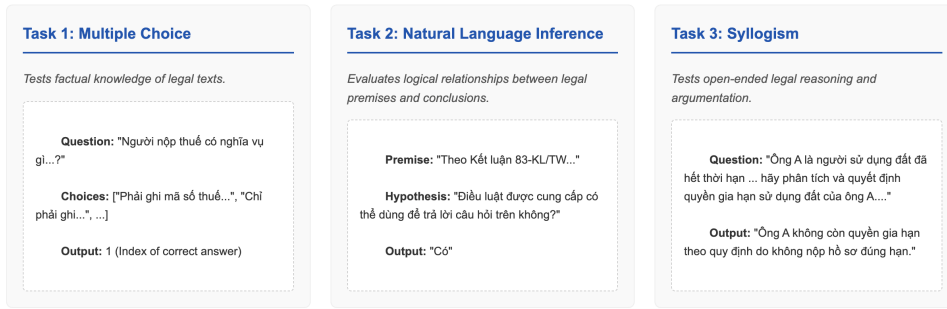 Task 1: Multiple Choice
Tests factual knowledge of legal texts.
Question: "Người nộp thuế có nghĩa vụ
gì...?"
Choices: ["Phải ghi mã số thuế...", "Chỉ
phải ghi...", ...]
Output: 1 (Index of correct answer)
Task 2: Natural Language Inference
Evaluates logical relationships between legal
premises and conclusions.
Premise: "Theo Kết luận 83-KL/TW..."
Hypothesis: "Điều luật được cung cấp có
thể dùng để trả lời câu hỏi trên không?"
Output: "Có"
Task 3: Syllogism
Tests open-ended legal reasoning and
argumentation.
Question: "Ông A là người sử dụng đất đã
hết thời hạn ... hãy phân tích và quyết định
quyền gia hạn sử dụng đất của ông A...."
Output: "Ông A không còn quyền gia hạn
theo quy định do không nộp hồ sơ đúng hạn."